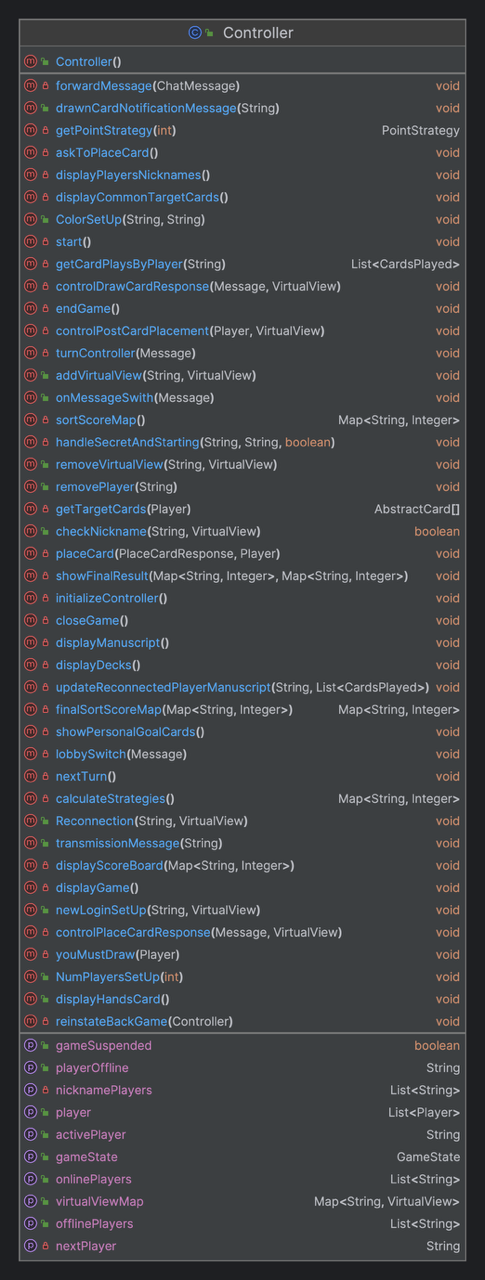 Controller
Controller()
forwardMessage(ChatMessage) void
drawnCardNotificationMessage(String) void
getPointStrategy(int) PointStrategy
askToPlaceCard() void
displayPlayersNicknames() void
displayCommonTargetCards() void
ColorSetUp(String, String) void
start() void
getCardPlaysByPlayer(String) List<CardsPlayed>
controlDrawCardResponse(Message, VirtualView) void
endGame() void
controlPostCardPlacement(Player, VirtualView) void
turnController(Message) void
addVirtualView(String, VirtualView) void
onMessageSwith(Message) void
sortScoreMap() Map<String, Integer>
handleSecretAndStarting(String, String, boolean) void
removeVirtualView(String, VirtualView) void
removePlayer(String) void
getTargetCards(Player) AbstractCard[]
checkNickname(String, VirtualView) boolean
placeCard(PlaceCardResponse, Player) void
showFinalResult(Map<String, Integer>, Map<String, Integer>) void
initializeController() void
closeGame() void
displayManuscript() void
displayDecks() void
updateReconnectedPlayerManuscript(String, List<CardsPlayed>) void
finalSortScoreMap(Map<String, Integer>) Map<String, Integer>
showPersonalGoalCards() void
lobbySwitch(Message) void
nextTurn() void
calculateStrategies() Map<String, Integer>
Reconnection(String, VirtualView) void
transmissionMessage(String) void
displayScoreBoard(Map<String, Integer>) void
displayGame() void
newLoginSetUp(String, VirtualView) void
controlPlaceCardResponse(Message, VirtualView) void
youMustDraw(Player) void
NumPlayersSetUp(int) void
displayHandsCard() void
reinstateBackGame(Controller) void
gameSuspended boolean
playerOffline String
nicknamePlayers List<String>
player List<Player>
activePlayer String
gameState GameState
onlinePlayers List<String>
virtualViewMap Map<String, VirtualView>
offlinePlayers List<String>
nextPlayer String